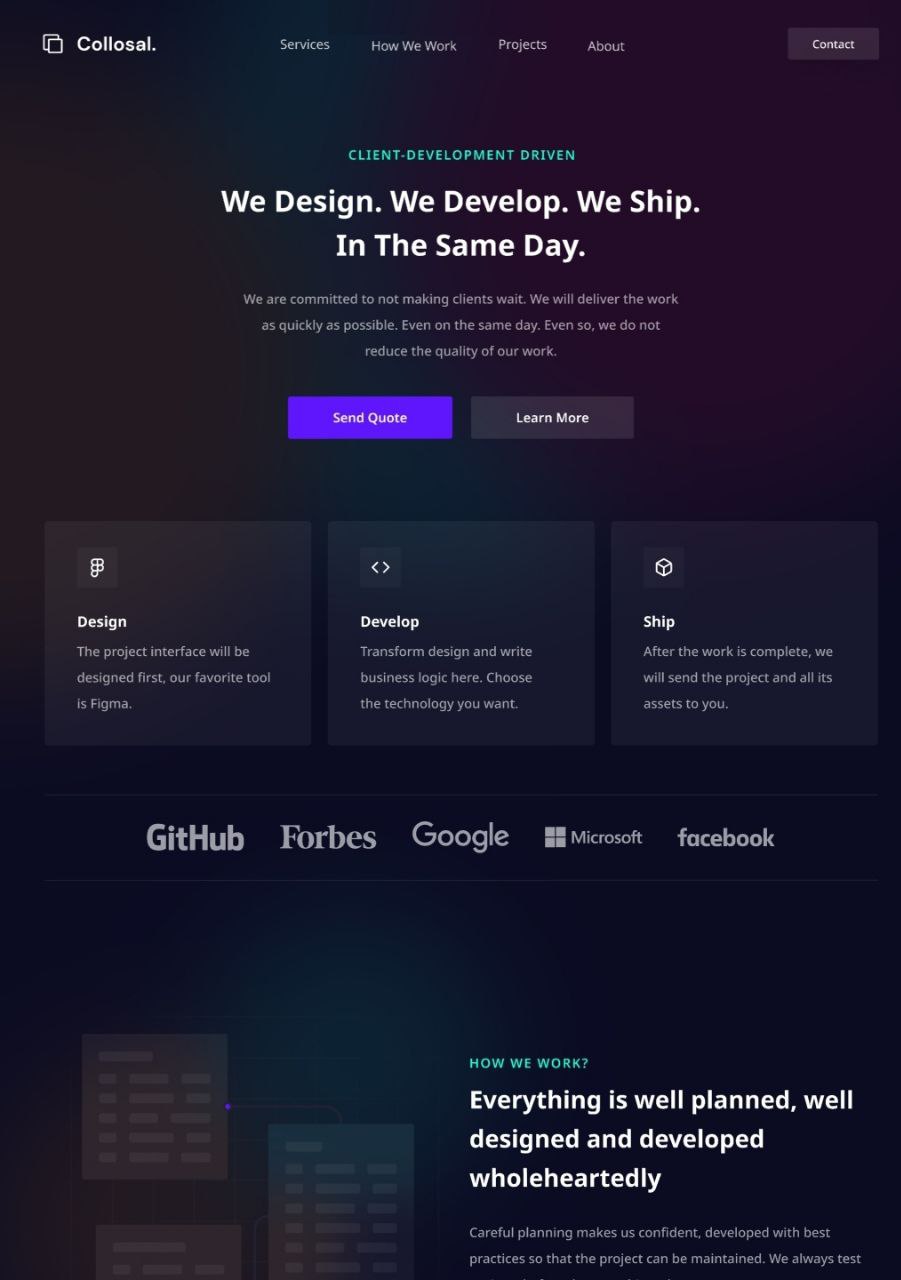 Collosal.
Services
How We Work
Projects
About
Contact
CLIENT-DEVELOPMENT DRIVEN
We Design. We Develop. We Ship.
In The Same Day.
We are committed to not making clients wait. We will deliver the work
as quickly as possible. Even on the same day. Even so, we do not
reduce the quality of our work.
Send Quote
Learn More
Design
The project interface will be
designed first, our favorite tool
is Figma.
Develop
Transform design and write
business logic here. Choose
the technology you want.
Ship
After the work is complete, we
will send the project and all its
assets to you.
GitHub
Forbes
Google
Microsoft
facebook
HOW WE WORK?
Everything is well planned, well
designed and developed
wholeheartedly
Careful planning makes us confident, developed with best
practices so that the project can be maintained. We always test